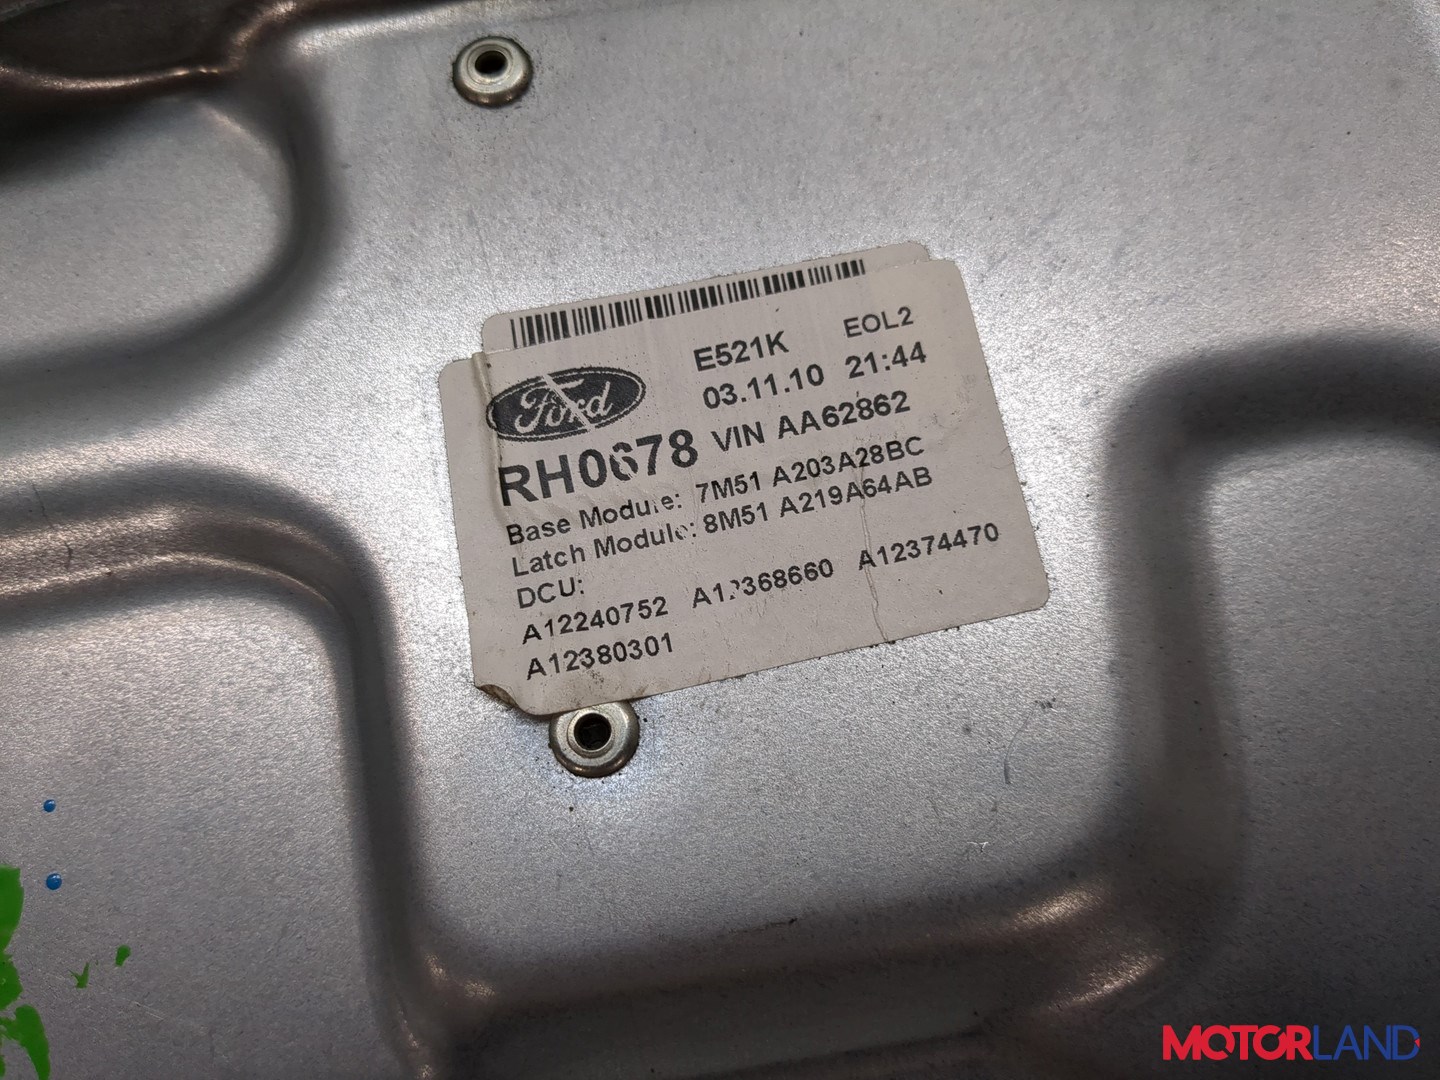 E521K EOL2
Ford 03.11.10 21:44
RH0678 VIN AA62862
Base Module: 7M51 A203A28BC
Latch Module: 8M51 A219A64AB
DCU:
A12240752 A12368660 A12374470
A12380301
MOTORLAND